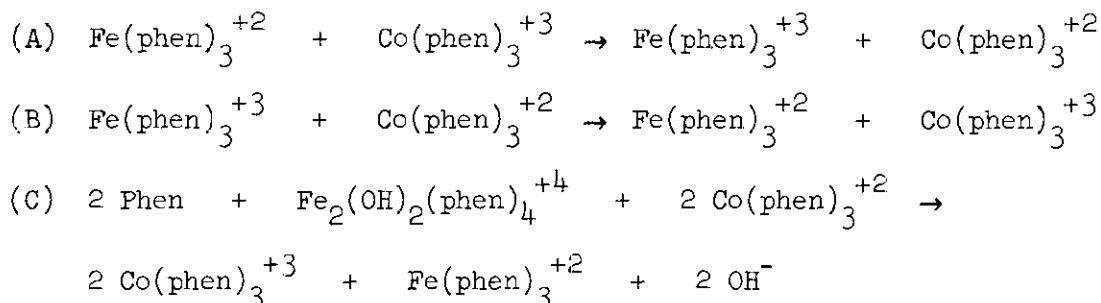 (A) Fe(phen)₃⁺² + Co(phen)₃⁺³ → Fe(phen)₃⁺³ + Co(phen)₃⁺²
(B) Fe(phen)₃⁺³ + Co(phen)₃⁺² → Fe(phen)₃⁺² + Co(phen)₃⁺³
(C) 2 Phen + Fe₂(OH)₂(phen)₄⁺⁴ + 2 Co(phen)₃⁺² →
2 Co(phen)₃⁺³ + Fe(phen)₃⁺² + 2 OH⁻